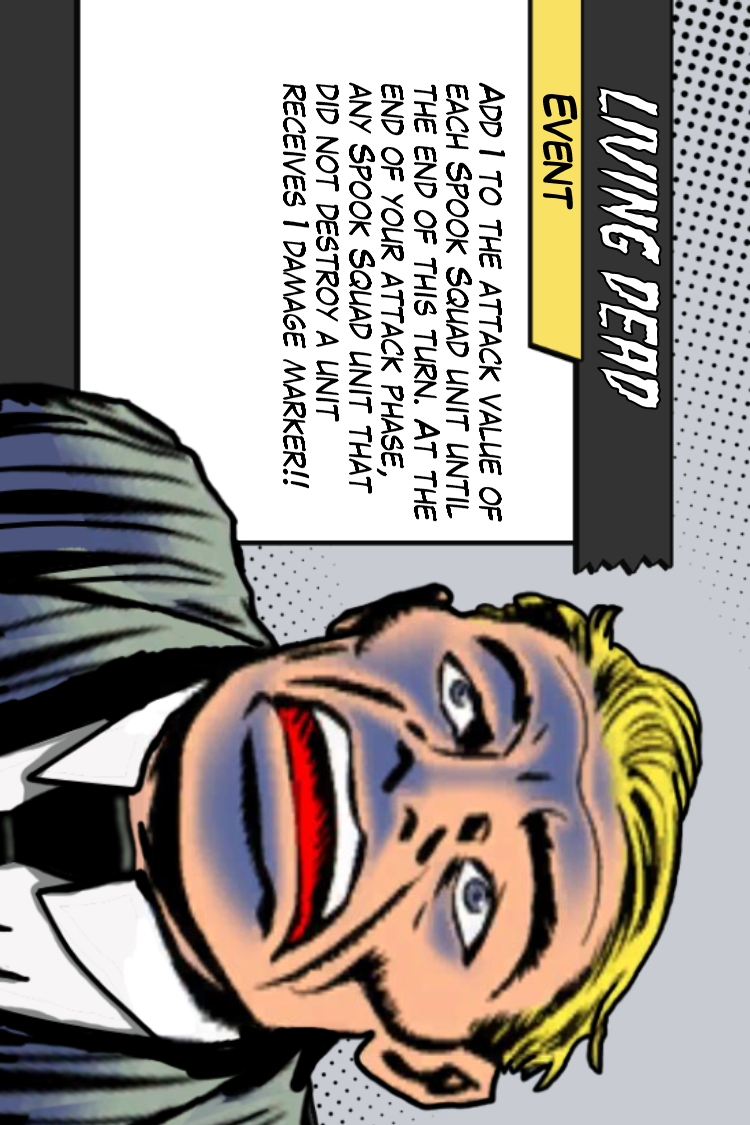 LIVING DEAD
EVENT
ADD 1 TO THE ATTACK VALUE OF
EACH SPOOK SQUAD UNIT UNTIL
THE END OF THIS TURN. AT THE
END OF YOUR ATTACK PHASE,
ANY SPOOK SQUAD UNIT THAT
DID NOT DESTROY A UNIT
RECEIVES 1 DAMAGE MARKER!!